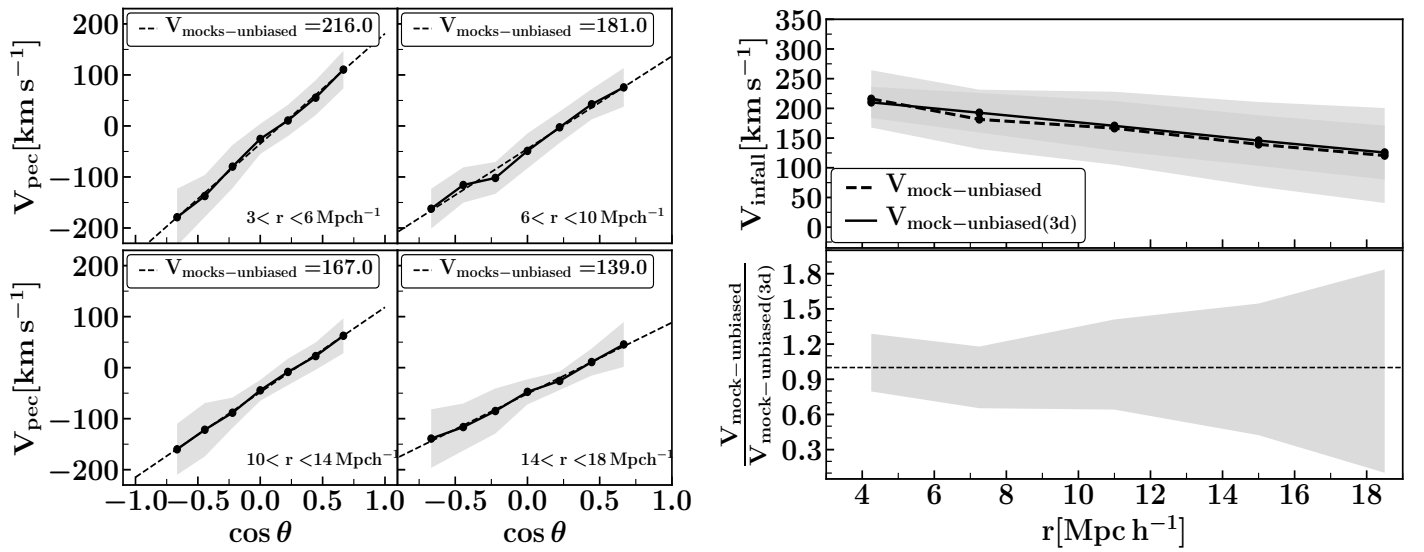 V_pec[km s⁻¹]
200
100
0
−100
−200
V_mocks−unbiased =216.0
3< r <6 Mpch⁻¹
V_mocks−unbiased =181.0
6< r <10 Mpch⁻¹
V_pec[km s⁻¹]
200
100
0
−100
−200
V_mocks−unbiased =167.0
10< r <14 Mpch⁻¹
V_mocks−unbiased =139.0
14< r <18 Mpch⁻¹
−1.0 −0.5 0.0 0.5 1.0
−0.5 0.0 0.5 1.0
cos θ
cos θ
V_infall[km s⁻¹]
350
300
250
200
150
100
50
0
V_mock−unbiased
V_mock−unbiased(3d)
V_mock−unbiased
V_mock−unbiased(3d)
1.8
1.5
1.2
0.9
0.6
0.3
4 6 8 10 12 14 16 18
r[Mpc h⁻¹]